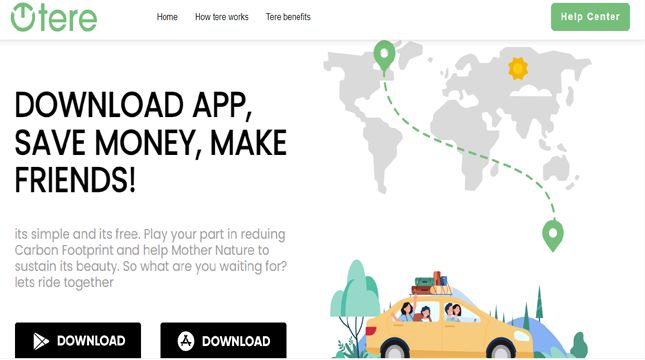 tere
Home How tere works Tere benefits
Help Center
DOWNLOAD APP,
SAVE MONEY, MAKE
FRIENDS!
its simple and its free. Play your part in reduing
Carbon Footprint and help Mother Nature to
sustain its beauty. So what are you waiting for?
lets ride together
DOWNLOAD
DOWNLOAD